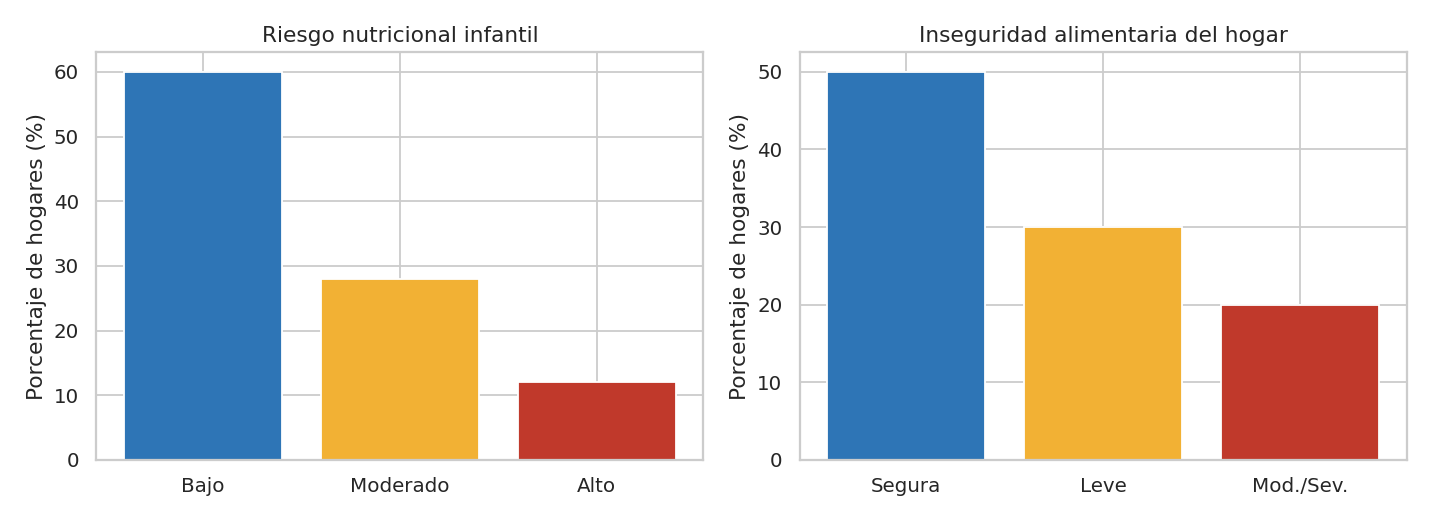 Riesgo nutricional infantil
Porcentaje de hogares (%)
60
50
40
30
20
10
0
Bajo
Moderado
Alto
Inseguridad alimentaria del hogar
Porcentaje de hogares (%)
50
40
30
20
10
0
Segura
Leve
Mod./Sev.